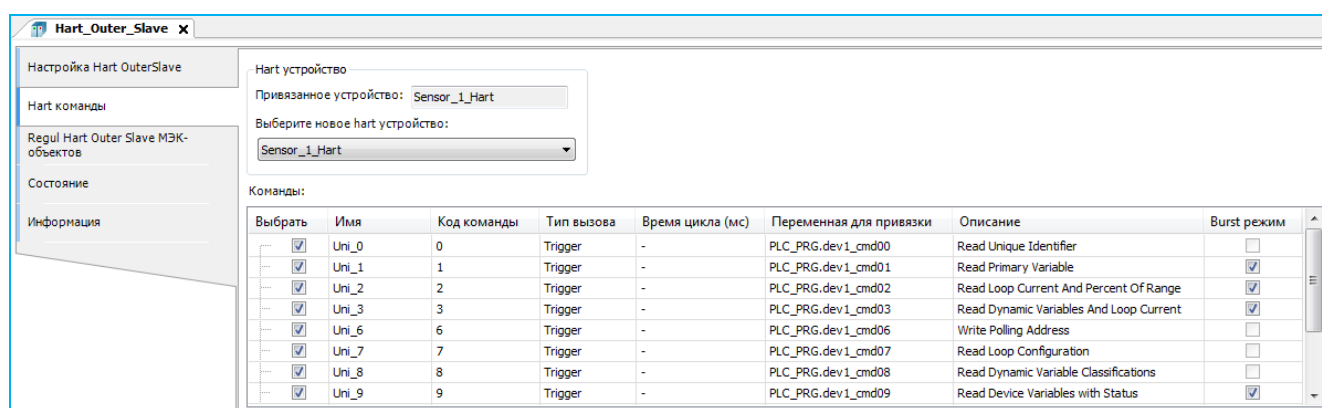 Hart_Outer_Slave X
Настройка Hart OuterSlave
Hart команды
Regul Hart Outer Slave МЭК-
объектов
Состояние
Информация
Hart устройство
Привязанное устройство: Sensor_1_Hart
Выберите новое hart устройство:
Sensor_1_Hart
Команды:
Выбрать Имя Код команды Тип вызова Время цикла (мс) Переменная для привязки Описание Burst режим
Uni_0 0 Trigger - PLC_PRG.dev1_cmd00 Read Unique Identifier
Uni_1 1 Trigger - PLC_PRG.dev1_cmd01 Read Primary Variable
Uni_2 2 Trigger - PLC_PRG.dev1_cmd02 Read Loop Current And Percent Of Range
Uni_3 3 Trigger - PLC_PRG.dev1_cmd03 Read Dynamic Variables And Loop Current
Uni_6 6 Trigger - PLC_PRG.dev1_cmd06 Write Polling Address
Uni_7 7 Trigger - PLC_PRG.dev1_cmd07 Read Loop Configuration
Uni_8 8 Trigger - PLC_PRG.dev1_cmd08 Read Dynamic Variable Classifications
Uni_9 9 Trigger - PLC_PRG.dev1_cmd09 Read Device Variables with Status